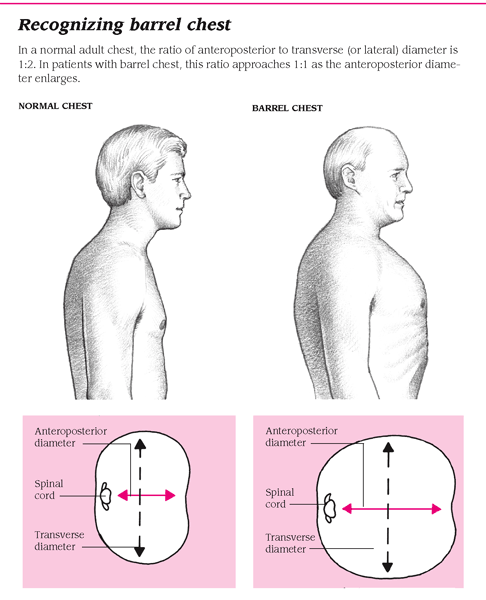 Recognizing barrel chest
In a normal adult chest, the ratio of anteroposterior to transverse (or lateral) diameter is
1:2. In patients with barrel chest, this ratio approaches 1:1 as the anteroposterior diame-
ter enlarges.
NORMAL CHEST
BARREL CHEST
Anteroposterior
diameter
Spinal
cord
Transverse
diameter
Anteroposterior
diameter
Spinal
cord
Transverse
diameter